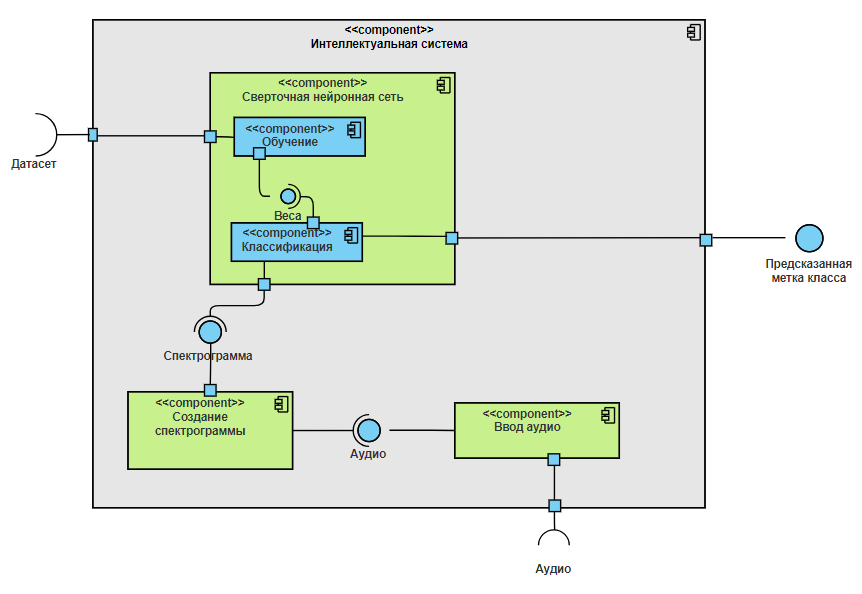 <<component>>
Интеллектуальная система
<<component>>
Сверточная нейронная сеть
<<component>>
Обучение
Датасет
Веса
<<component>>
Классификация
Предсказанная
метка класса
Спектрограмма
<<component>>
Создание
спектрограммы
<<component>>
Ввод аудио
Аудио
Аудио